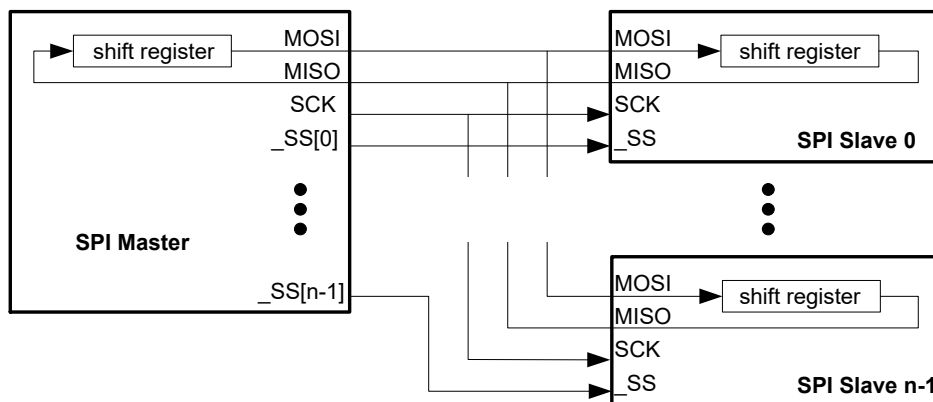 shift register
MOSI
MISO
SCK
_SS[0]
SPI Master
_SS[n-1]
MOSI
shift register
MISO
SCK
_SS
SPI Slave 0
MOSI
shift register
MISO
SCK
_SS
SPI Slave n-1